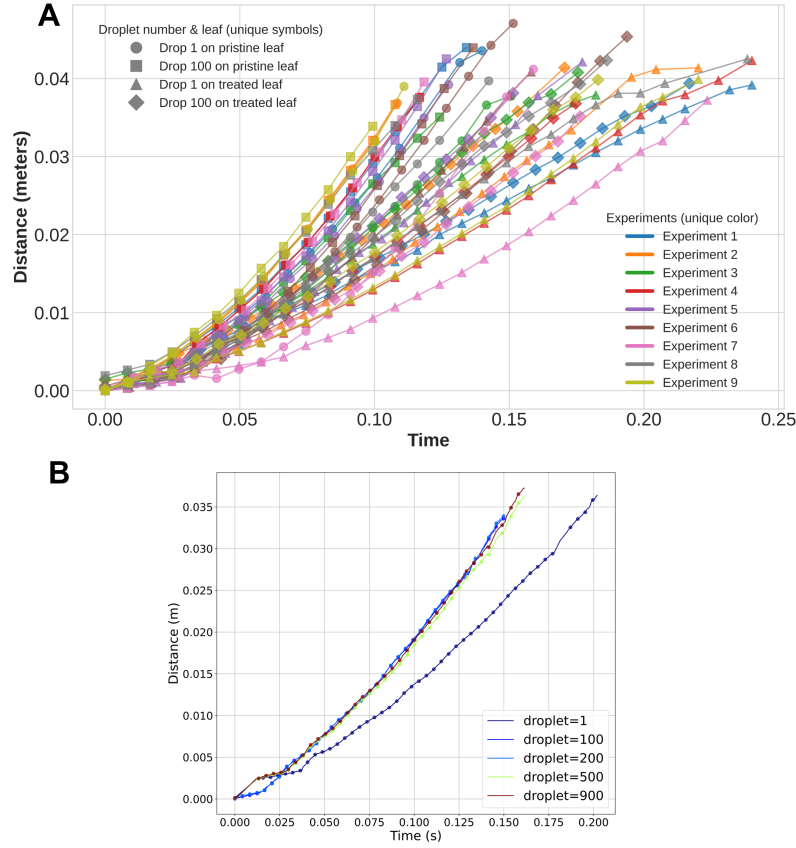 A
Droplet number & leaf (unique symbols)
Drop 1 on pristine leaf
Drop 100 on pristine leaf
Drop 1 on treated leaf
Drop 100 on treated leaf
Distance (meters)
0.04
0.03
0.02
0.01
0.00
Experiments (unique color)
Experiment 1
Experiment 2
Experiment 3
Experiment 4
Experiment 5
Experiment 6
Experiment 7
Experiment 8
Experiment 9
0.00 0.05 0.10 0.15 0.20 0.25
Time
B
Distance (m)
0.035
0.030
0.025
0.020
0.015
0.010
0.005
0.000
droplet=1
droplet=100
droplet=200
droplet=500
droplet=900
0.000 0.025 0.050 0.075 0.100 0.125 0.150 0.175 0.200
Time (s)